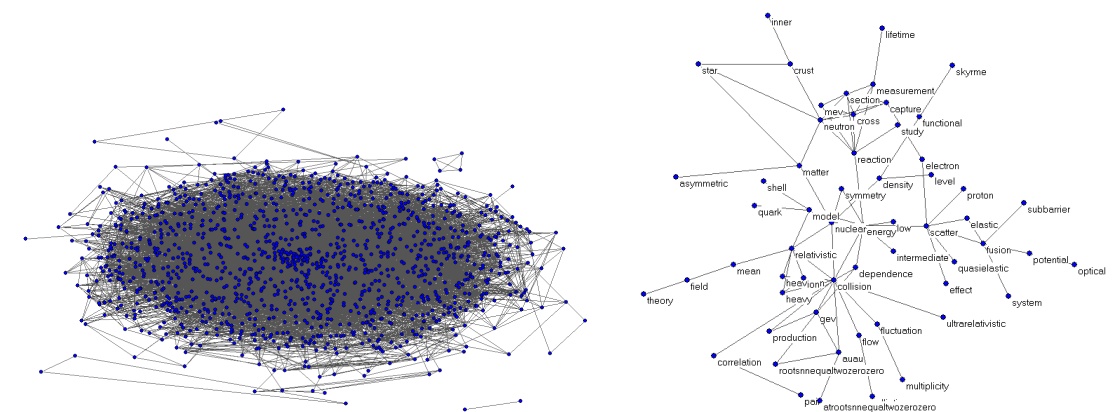 inner
lifetime
star
crust
skyrme
measurement
section
capture
mev
functional
neutron
cross
study
reaction
electron
matter
level
asymmetric
density
shell
symmetry
proton
quark
model
subbarrier
elastic
nuclear
energy
low
scatter
fusion
relativistic
intermediate
potential
mean
quasielastic
optical
dependence
field
collision
heavy
effect
theory
system
gev
ultrarelativistic
production
fluctuation
flow
correlation
auau
rootsnnequaltwozerozero
multiplicity
atrootsnnequaltwozerozero